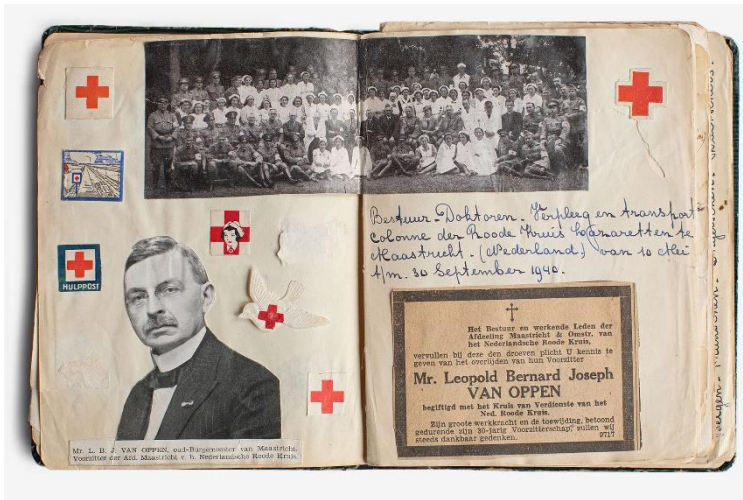 HULPPOST
Mr. L. B. J. VAN OPPEN, oud-Burgemeester van Maastricht,
Voorzitter der Afd. Maastricht v. h. Nederlandsche Roode Kruis.
Bestuur-Doktoren. Verpleeg en transport
colonne der Roode Kruis Lazaretten te
Maastricht. (Nederland) van 10 Mei
t/m. 30 September 1940.
Het Bestuur en werkende Leden der
Afdeeling Maastricht & Omstr. van
het Nederlandsche Roode Kruis,
vervullen bij deze den droeven plicht U kennis te
geven van het overlijden van hun Voorzitter
Mr. Leopold Bernard Joseph
VAN OPPEN
begiftigd met het Kruis van Verdienste van het
Ned. Roode Kruis.
Zijn groote werkkracht en de toewijding, betoond
gedurende zijn 30-jarig Voorzitterschap, zullen wij
steeds dankbaar gedenken.
9717